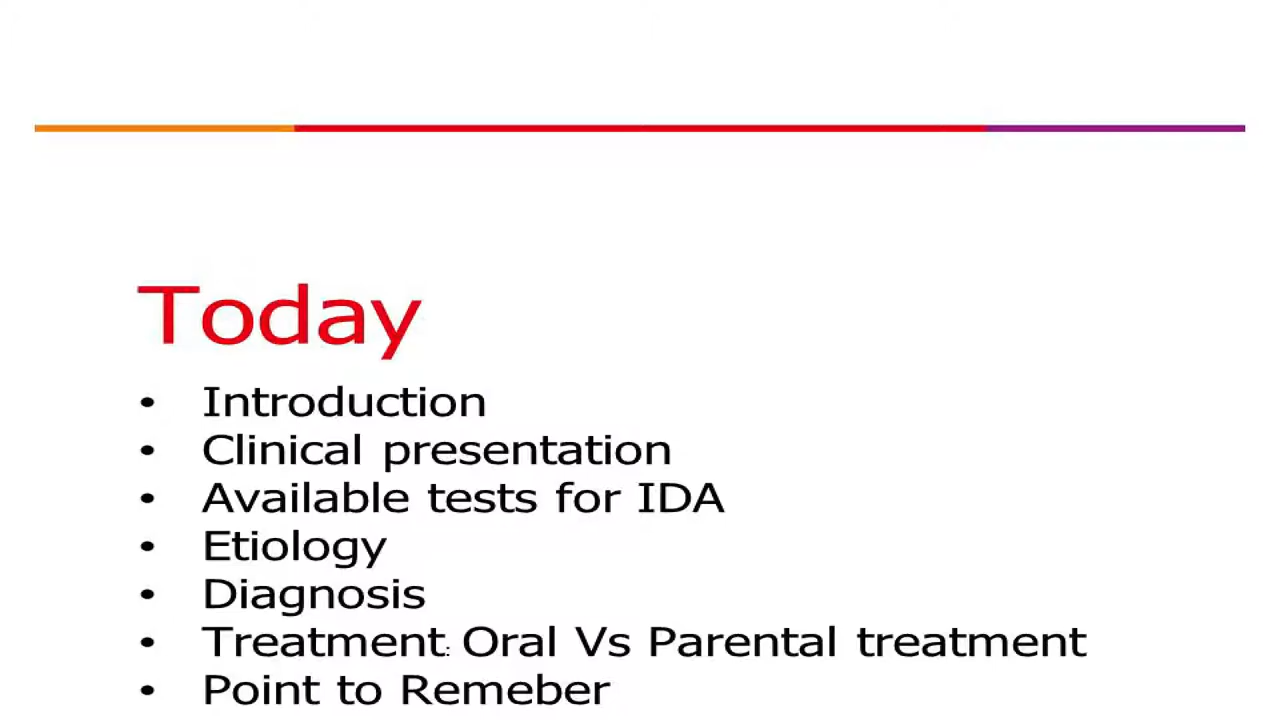 Today
• Introduction
• Clinical presentation
• Available tests for IDA
• Etiology
• Diagnosis
• Treatment: Oral Vs Parental treatment
• Point to Remeber